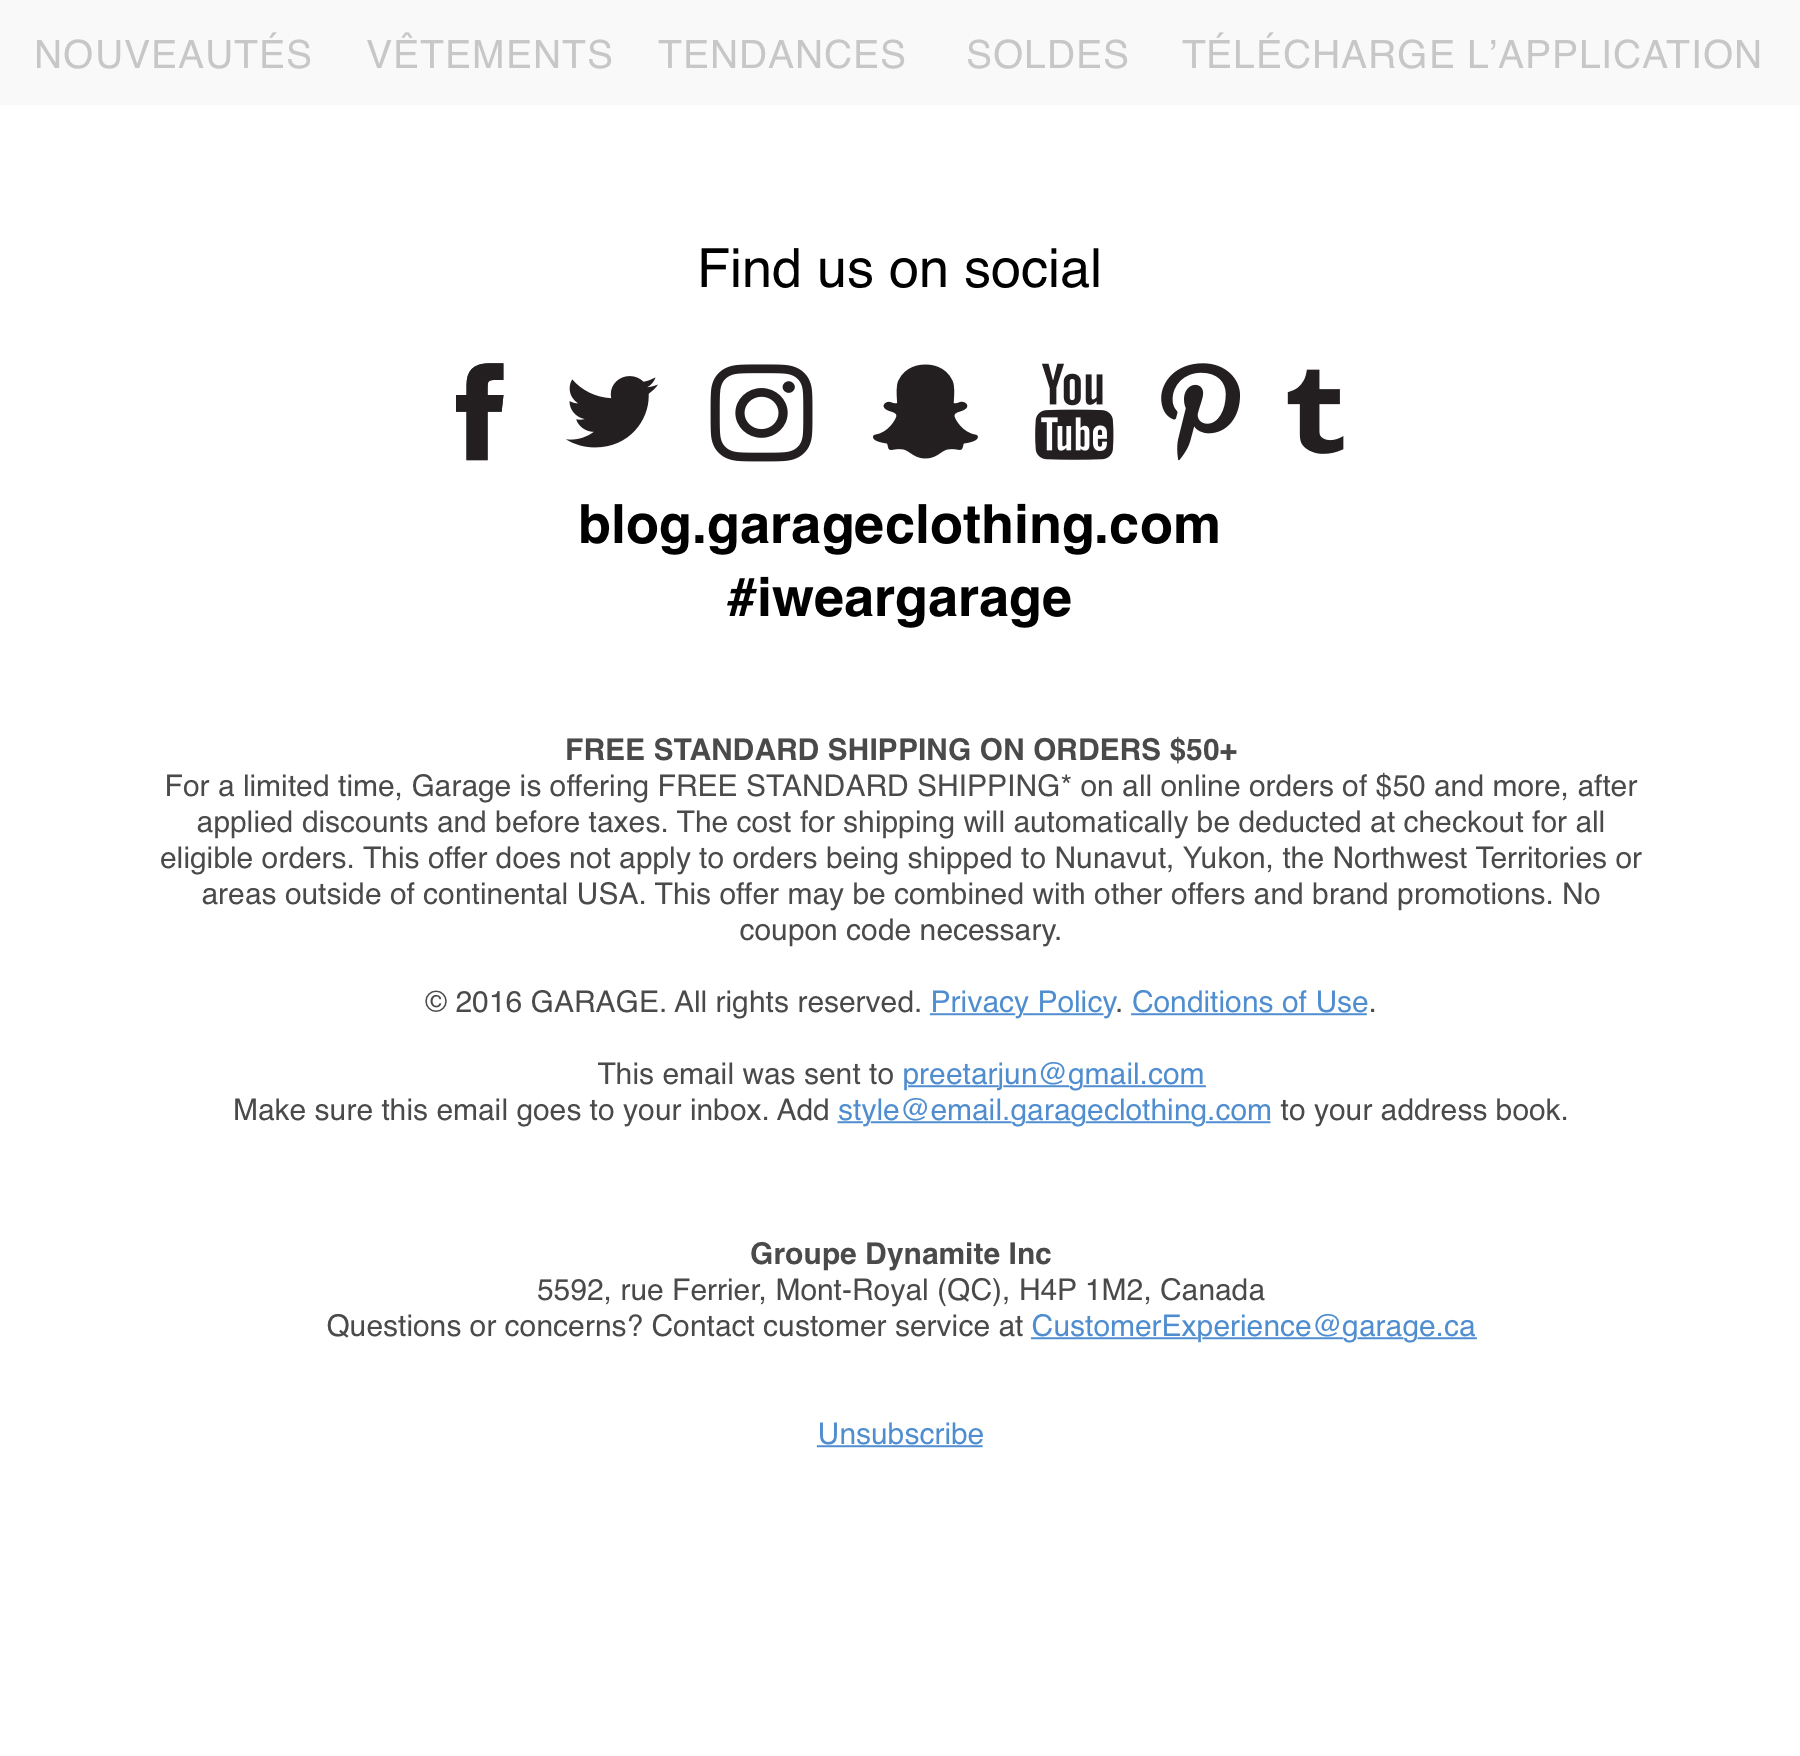 NOUVEAUTÉS VÊTEMENTS TENDANCES SOLDES TÉLÉCHARGE L’APPLICATION
Find us on social
f You Tube t
blog.garageclothing.com
#iweargarage
FREE STANDARD SHIPPING ON ORDERS $50+
For a limited time, Garage is offering FREE STANDARD SHIPPING* on all online orders of $50 and more, after
applied discounts and before taxes. The cost for shipping will automatically be deducted at checkout for all
eligible orders. This offer does not apply to orders being shipped to Nunavut, Yukon, the Northwest Territories or
areas outside of continental USA. This offer may be combined with other offers and brand promotions. No
coupon code necessary.
© 2016 GARAGE. All rights reserved. Privacy Policy. Conditions of Use.
This email was sent to preetarjun@gmail.com
Make sure this email goes to your inbox. Add style@email.garageclothing.com to your address book.
Groupe Dynamite Inc
5592, rue Ferrier, Mont-Royal (QC), H4P 1M2, Canada
Questions or concerns? Contact customer service at CustomerExperience@garage.ca
Unsubscribe